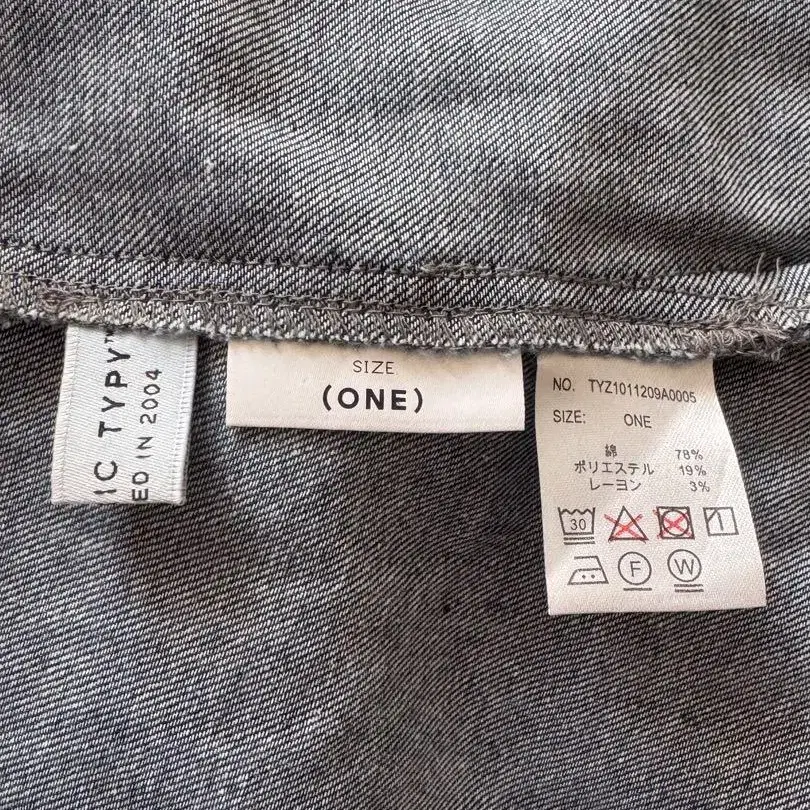 IC TYPY™
ED IN 2004
SIZE
(ONE)
NO. TYZ1011209A0005
SIZE: ONE
綿 78%
ポリエステル 19%
レーヨン 3%
30
F W